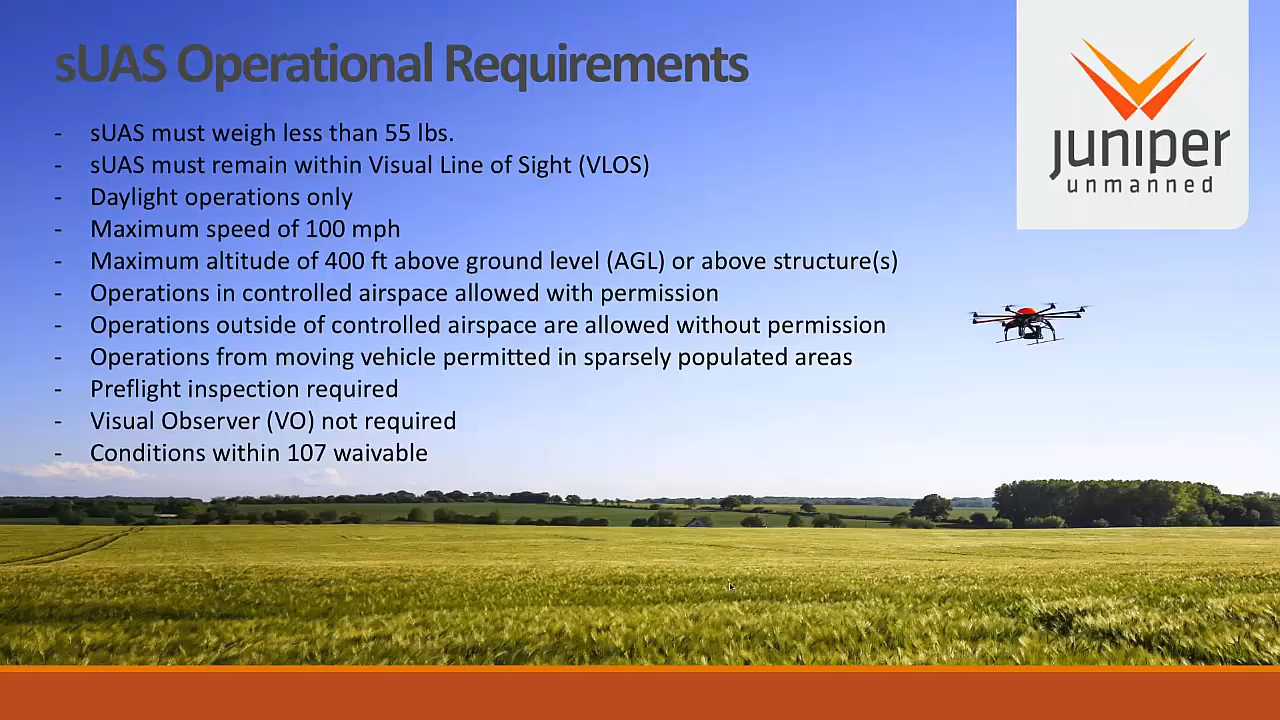 sUAS Operational Requirements
- sUAS must weigh less than 55 lbs.
- sUAS must remain within Visual Line of Sight (VLOS)
- Daylight operations only
- Maximum speed of 100 mph
- Maximum altitude of 400 ft above ground level (AGL) or above structure(s)
- Operations in controlled airspace allowed with permission
- Operations outside of controlled airspace are allowed without permission
- Operations from moving vehicle permitted in sparsely populated areas
- Preflight inspection required
- Visual Observer (VO) not required
- Conditions within 107 waivable
juniper
unmanned